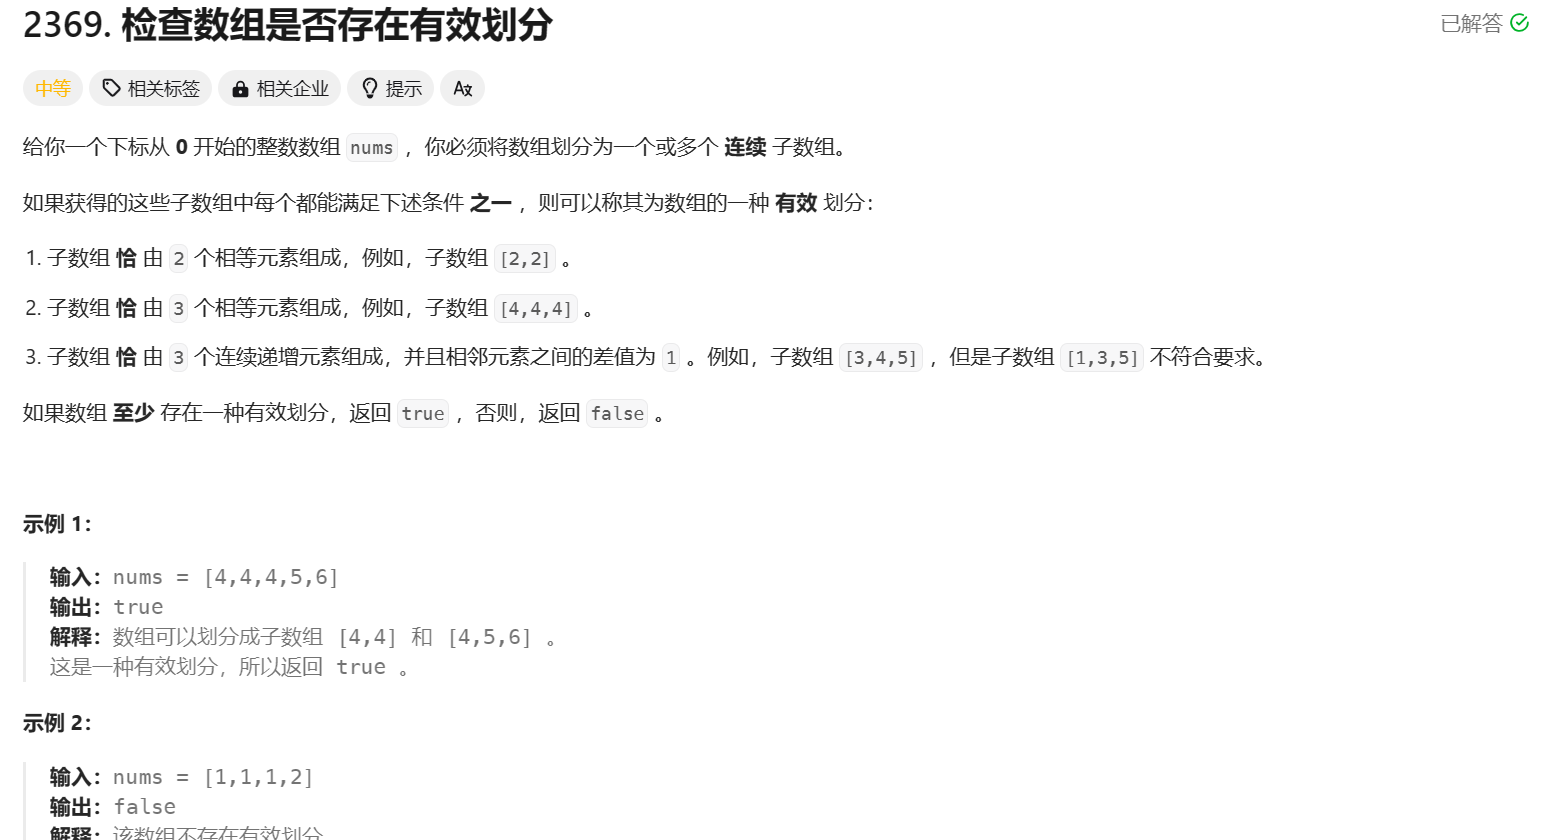 2369. 检查数组是否存在有效划分
已解答
中等 相关标签 相关企业 提示 Ax
给你一个下标从 0 开始的整数数组 nums ，你必须将数组划分为一个或多个 连续 子数组。
如果获得的这些子数组中每个都能满足下述条件 之一 ，则可以称其为数组的一种 有效 划分：
1. 子数组 恰 由 2 个相等元素组成，例如，子数组 [2,2] 。
2. 子数组 恰 由 3 个相等元素组成，例如，子数组 [4,4,4] 。
3. 子数组 恰 由 3 个连续递增元素组成，并且相邻元素之间的差值为 1 。例如，子数组 [3,4,5] ，但是子数组 [1,3,5] 不符合要求。
如果数组 至少 存在一种有效划分，返回 true ，否则，返回 false 。
示例 1：
输入：nums = [4,4,4,5,6]
输出：true
解释：数组可以划分成子数组 [4,4] 和 [4,5,6] 。
这是一种有效划分，所以返回 true 。
示例 2：
输入：nums = [1,1,1,2]
输出：false
解释：该数组不存在有效划分